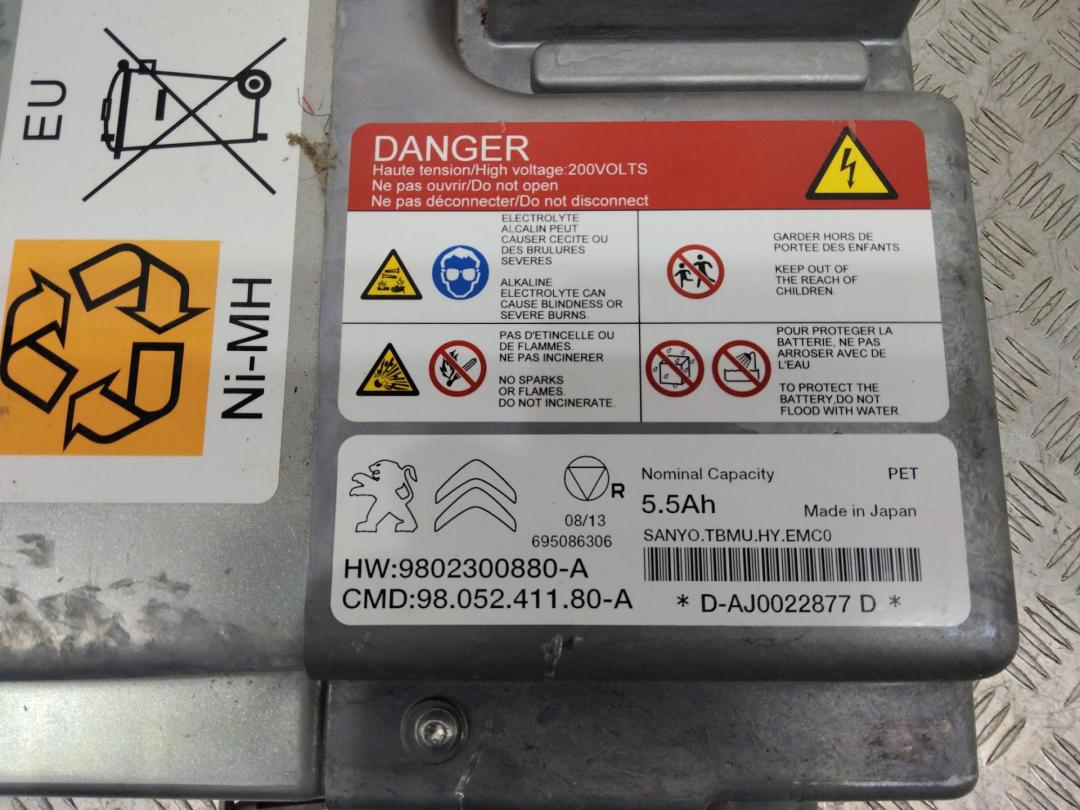 EU
Ni-MH
DANGER
Haute tension/High voltage:200VOLTS
Ne pas ouvrir/Do not open
Ne pas déconnecter/Do not disconnect
ELECTROLYTE
ALCALIN PEUT
CAUSER CECITE OU
DES BRULURES
SEVERES
ALKALINE
ELECTROLYTE CAN
CAUSE BLINDNESS OR
SEVERE BURNS.
GARDER HORS DE
PORTEE DES ENFANTS
KEEP OUT OF
THE REACH OF
CHILDREN.
PAS D'ETINCELLE OU
DE FLAMMES.
NE PAS INCINERER
NO SPARKS
OR FLAMES.
DO NOT INCINERATE.
POUR PROTEGER LA
BATTERIE, NE PAS
ARROSER AVEC DE
L'EAU
TO PROTECT THE
BATTERY,DO NOT
FLOOD WITH WATER.
R
08/13
695086306
HW:9802300880-A
CMD:98.052.411.80-A
Nominal Capacity
PET
5.5Ah
Made in Japan
SANYO.TBMU.HY.EMC0
* D-AJ0022877 D *